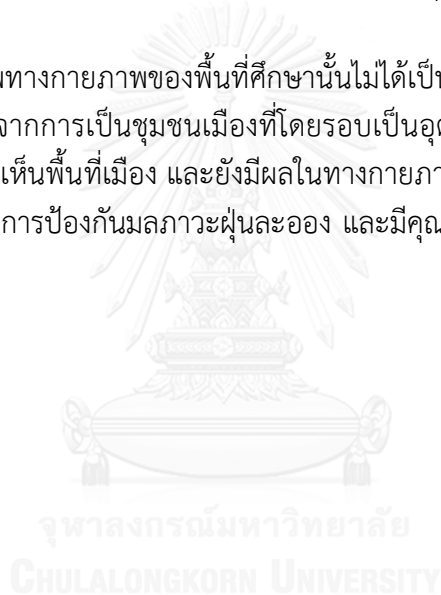 ทางกายภาพของพื้นที่ศึกษานั้นไม่ได้เป็น
จากการเป็นชุมชนเมืองที่โดยรอบเป็นอุต
เห็นพื้นที่เมือง และยังมีผลในทางกายภา
การป้องกันมลภาวะฝุ่นละออง และมีคุณ
จุฬาลงกรณ์มหาวิทยาลัย
CHULALONGKORN UNIVERSITY